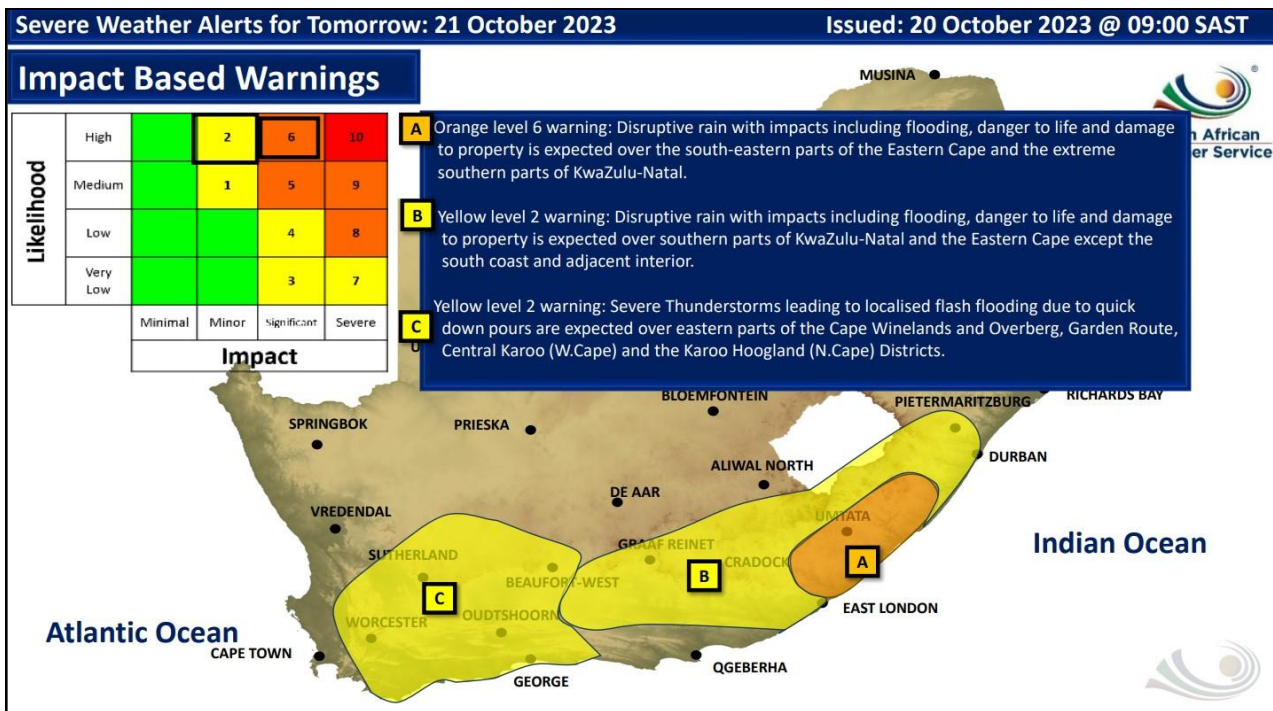 Severe Weather Alerts for Tomorrow: 21 October 2023
Issued: 20 October 2023 @ 09:00 SAST
Impact Based Warnings
MUSINA
®
Likelihood
High
2
6
10
Medium
1
5
9
Low
4
8
Very
Low
3
7
Minimal
Minor
Significant
Severe
Impact
African
er Service
A
Orange level 6 warning: Disruptive rain with impacts including flooding, danger to life and damage
to property is expected over the south-eastern parts of the Eastern Cape and the extreme
southern parts of KwaZulu-Natal.
B
Yellow level 2 warning: Disruptive rain with impacts including flooding, danger to life and damage
to property is expected over southern parts of KwaZulu-Natal and the Eastern Cape except the
south coast and adjacent interior.
C
Yellow level 2 warning: Severe Thunderstorms leading to localised flash flooding due to quick
down pours are expected over eastern parts of the Cape Winelands and Overberg, Garden Route,
Central Karoo (W.Cape) and the Karoo Hoogland (N.Cape) Districts.
BLOEMFONTEIN
PIETERMARITZBURG
RICHARDS BAY
SPRINGBOK
PRIESKA
DURBAN
ALIWAL NORTH
DE AAR
VREDENDAL
UMTATA
Indian Ocean
SUTHERLAND
GRAAF REINET
CRADOCK
A
BEAUFORT-WEST
B
C
EAST LONDON
WORCESTER
OUDTSHOORN
Atlantic Ocean
CAPE TOWN
GEORGE
QGEBERHA